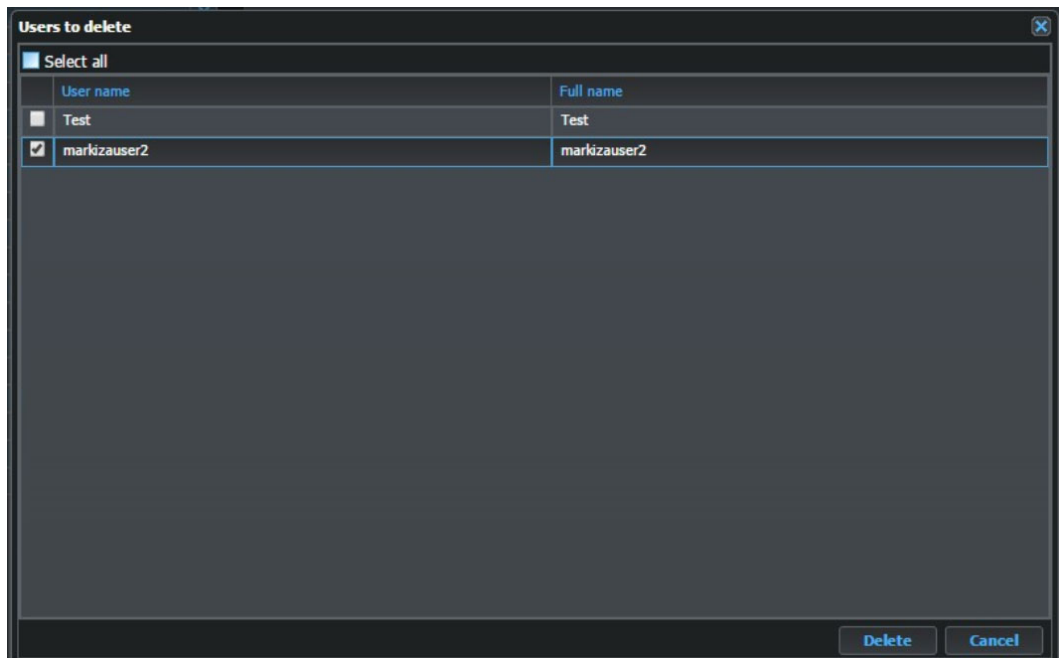 Users to delete
Select all
User name Full name
Test Test
markizauser2 markizauser2
Delete Cancel